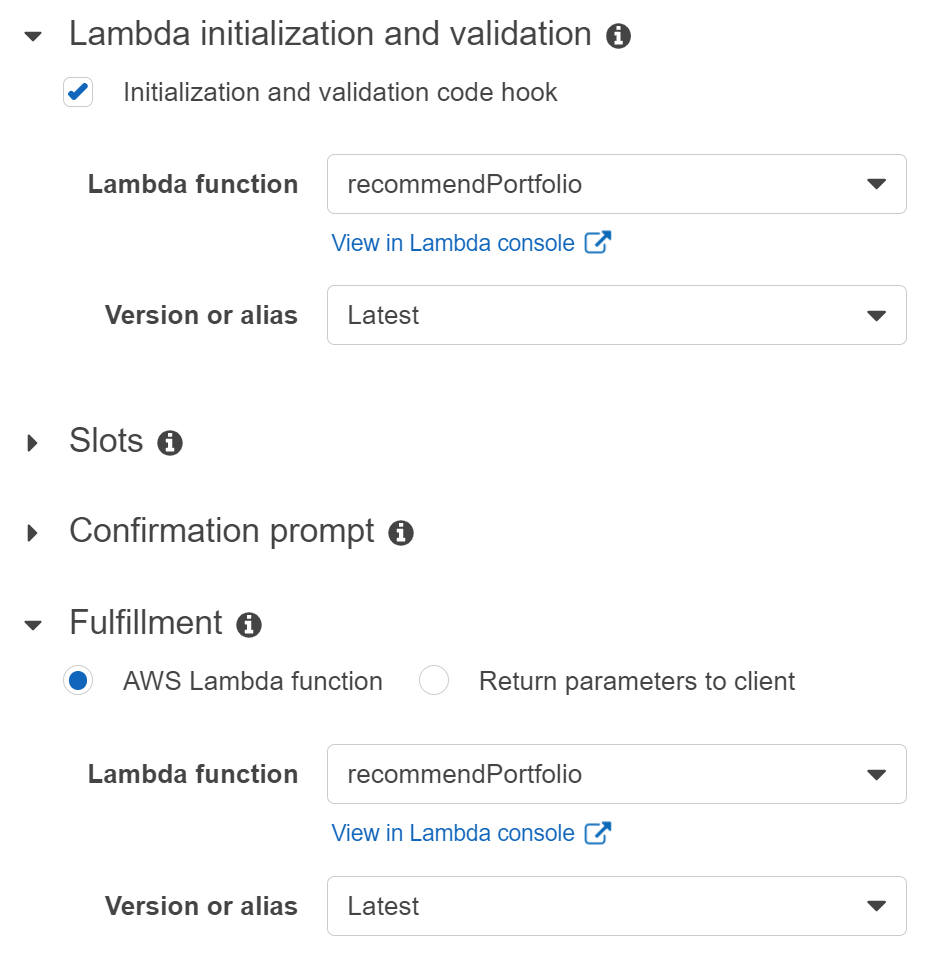 Lambda initialization and validation
Initialization and validation code hook
Lambda function recommendPortfolio
View in Lambda console
Version or alias Latest
Slots
Confirmation prompt
Fulfillment
AWS Lambda function Return parameters to client
Lambda function recommendPortfolio
View in Lambda console
Version or alias Latest